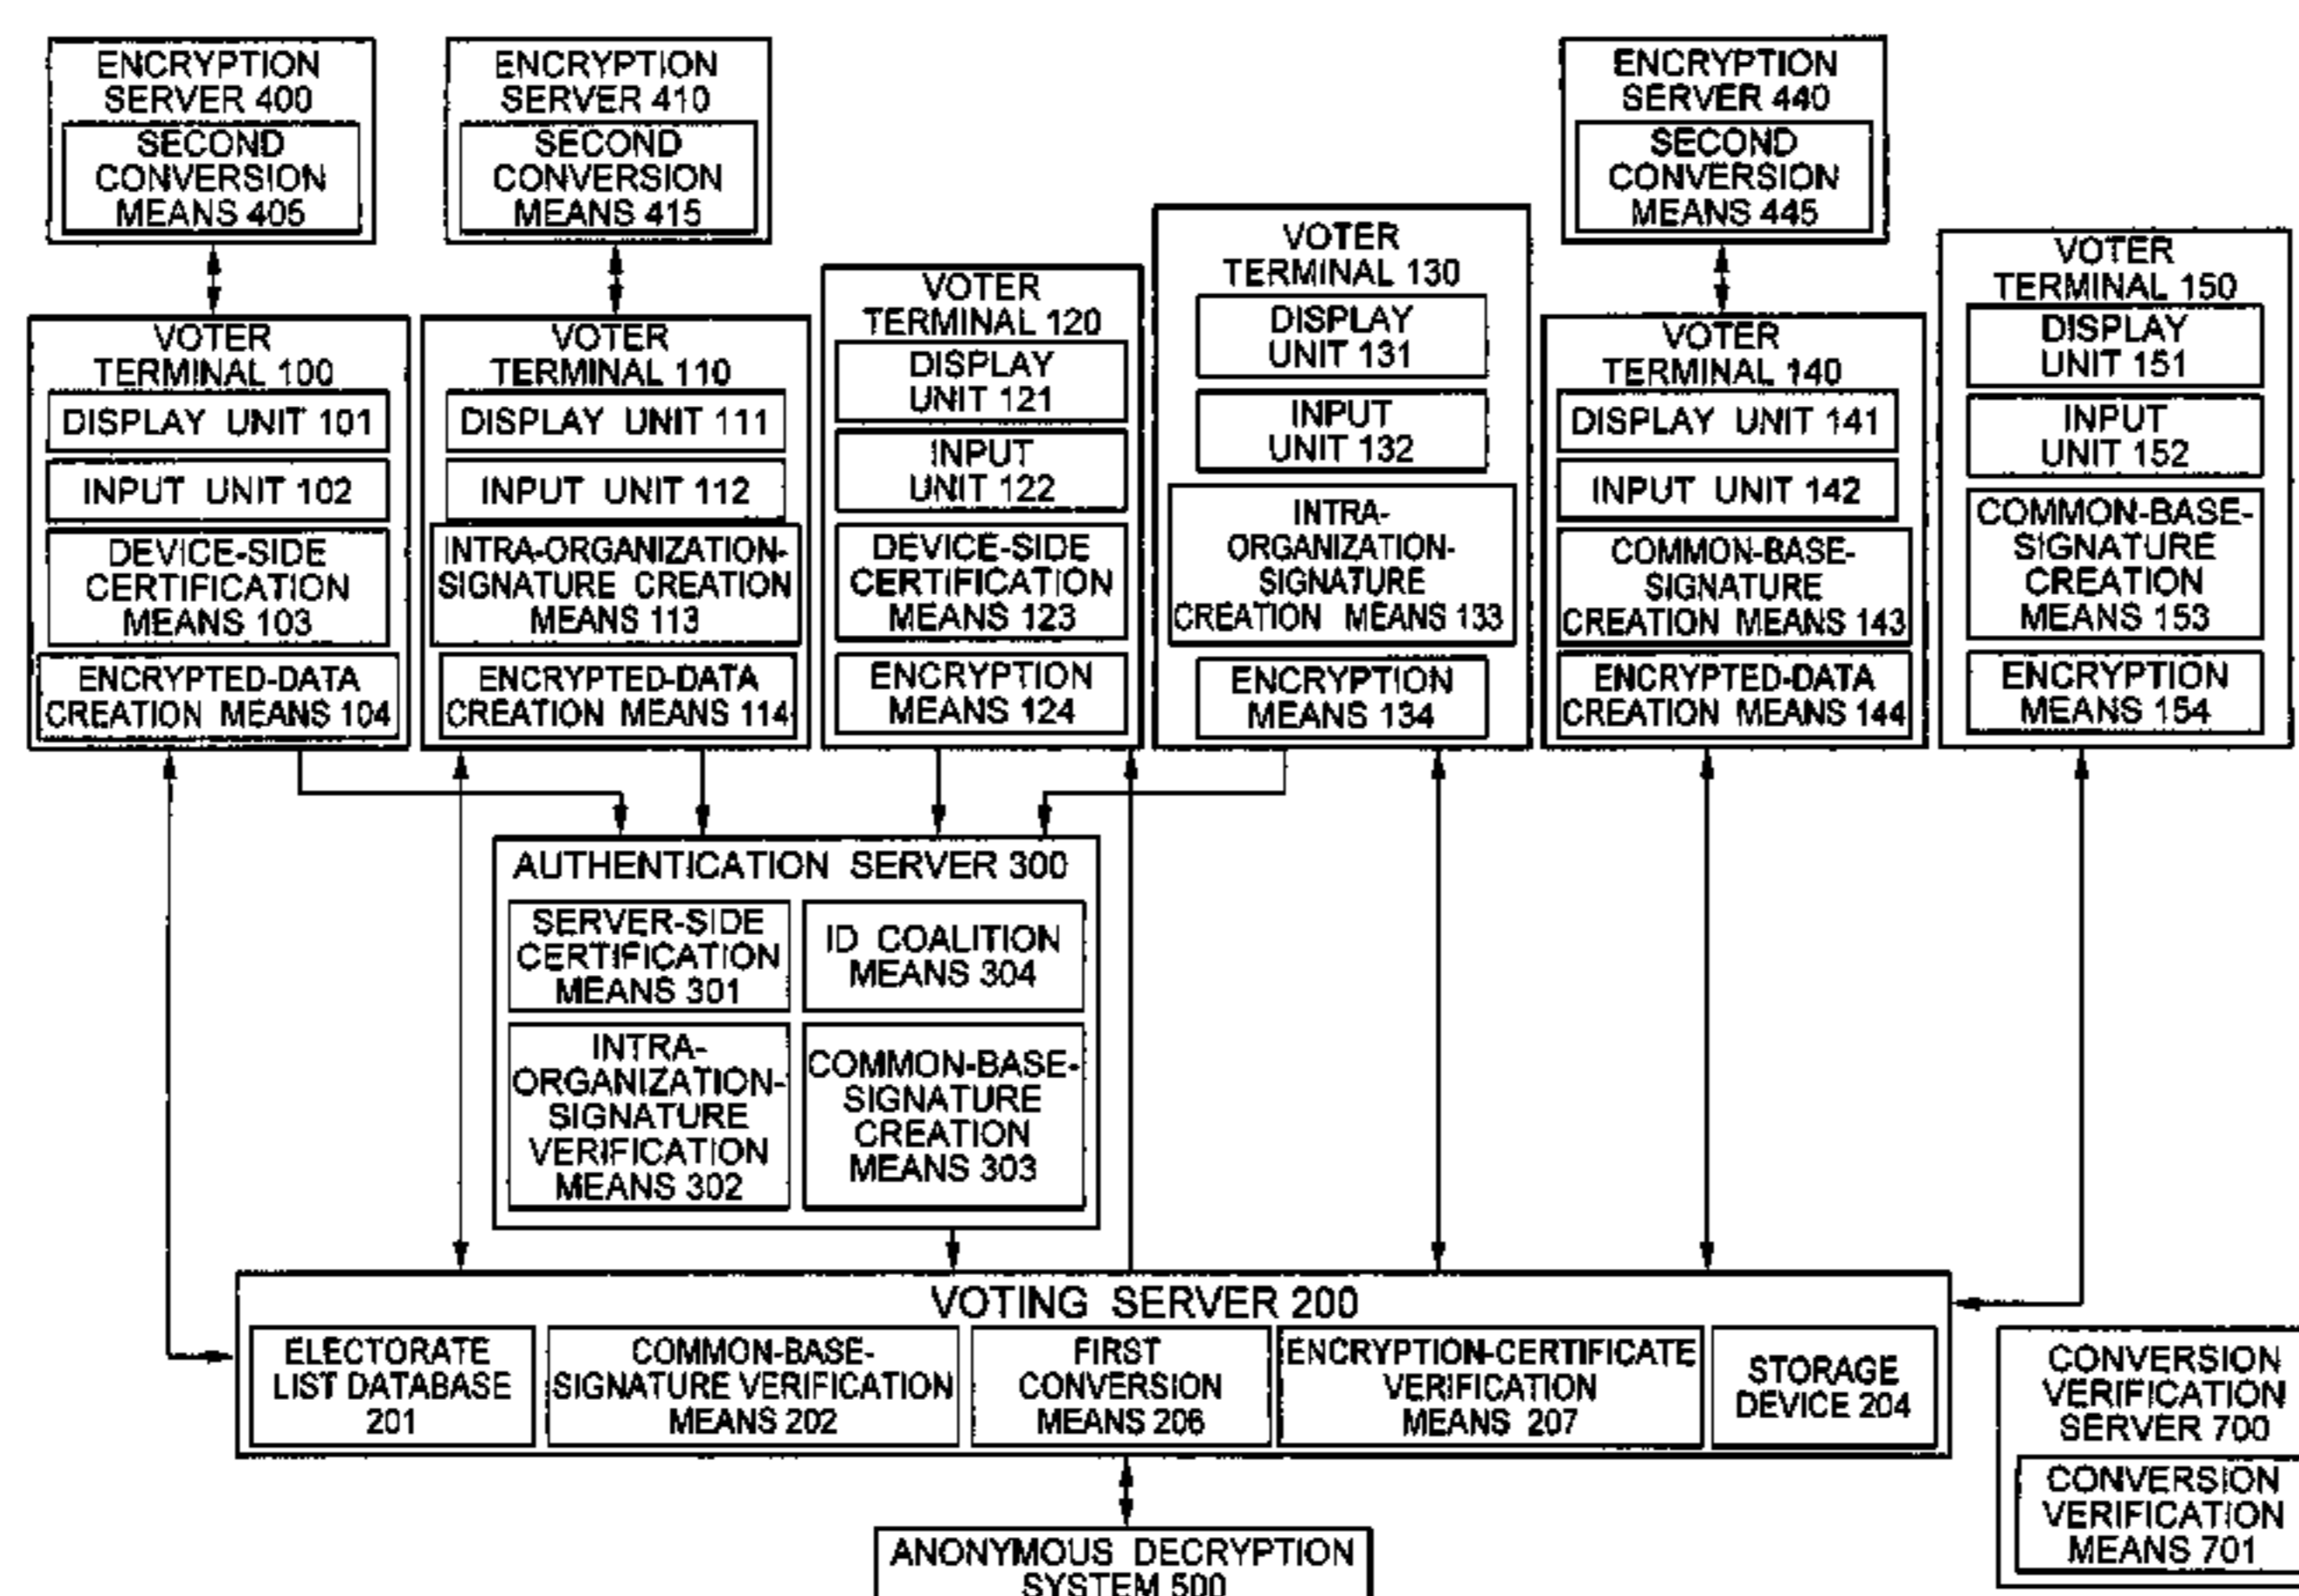 ENCRYPTION
SERVER 400
SECOND
CONVERSION
MEANS 405
ENCRYPTION
SERVER 410
SECOND
CONVERSION
MEANS 415
ENCRYPTION
SERVER 440
SECOND
CONVERSION
MEANS 445
VOTER
TERMINAL 100
DISPLAY UNIT 101
INPUT UNIT 102
DEVICE-SIDE
CERTIFICATION
MEANS 103
ENCRYPTED-DATA
CREATION MEANS 104
VOTER
TERMINAL 110
DISPLAY UNIT 111
INPUT UNIT 112
INTRA-ORGANIZATION-
SIGNATURE CREATION
MEANS 113
ENCRYPTED-DATA
CREATION MEANS 114
VOTER
TERMINAL 120
DISPLAY
UNIT 121
INPUT
UNIT 122
DEVICE-SIDE
CERTIFICATION
MEANS 123
ENCRYPTION
MEANS 124
VOTER
TERMINAL 130
DISPLAY
UNIT 131
INPUT
UNIT 132
INTRA-
ORGANIZATION-
SIGNATURE
CREATION MEANS 133
ENCRYPTION
MEANS 134
VOTER
TERMINAL 140
DISPLAY UNIT 141
INPUT UNIT 142
COMMON-BASE-
SIGNATURE
CREATION MEANS 143
ENCRYPTED-DATA
CREATION MEANS 144
VOTER
TERMINAL 150
DISPLAY
UNIT 151
INPUT
UNIT 152
COMMON-BASE-
SIGNATURE
CREATION
MEANS 153
ENCRYPTION
MEANS 154
AUTHENTICATION SERVER 300
SERVER-SIDE
CERTIFICATION
MEANS 301
ID COALITION
MEANS 304
INTRA-
ORGANIZATION-
SIGNATURE
VERIFICATION
MEANS 302
COMMON-BASE-
SIGNATURE
CREATION
MEANS 303
VOTING SERVER 200
ELECTORATE
LIST DATABASE
201
COMMON-BASE-
SIGNATURE VERIFICATION
MEANS 202
FIRST
CONVERSION
MEANS 206
ENCRYPTION-CERTIFICATE
VERIFICATION
MEANS 207
STORAGE
DEVICE 204
CONVERSION
VERIFICATION
SERVER 700
CONVERSION
VERIFICATION
MEANS 701
ANONYMOUS DECRYPTION
SYSTEM 500